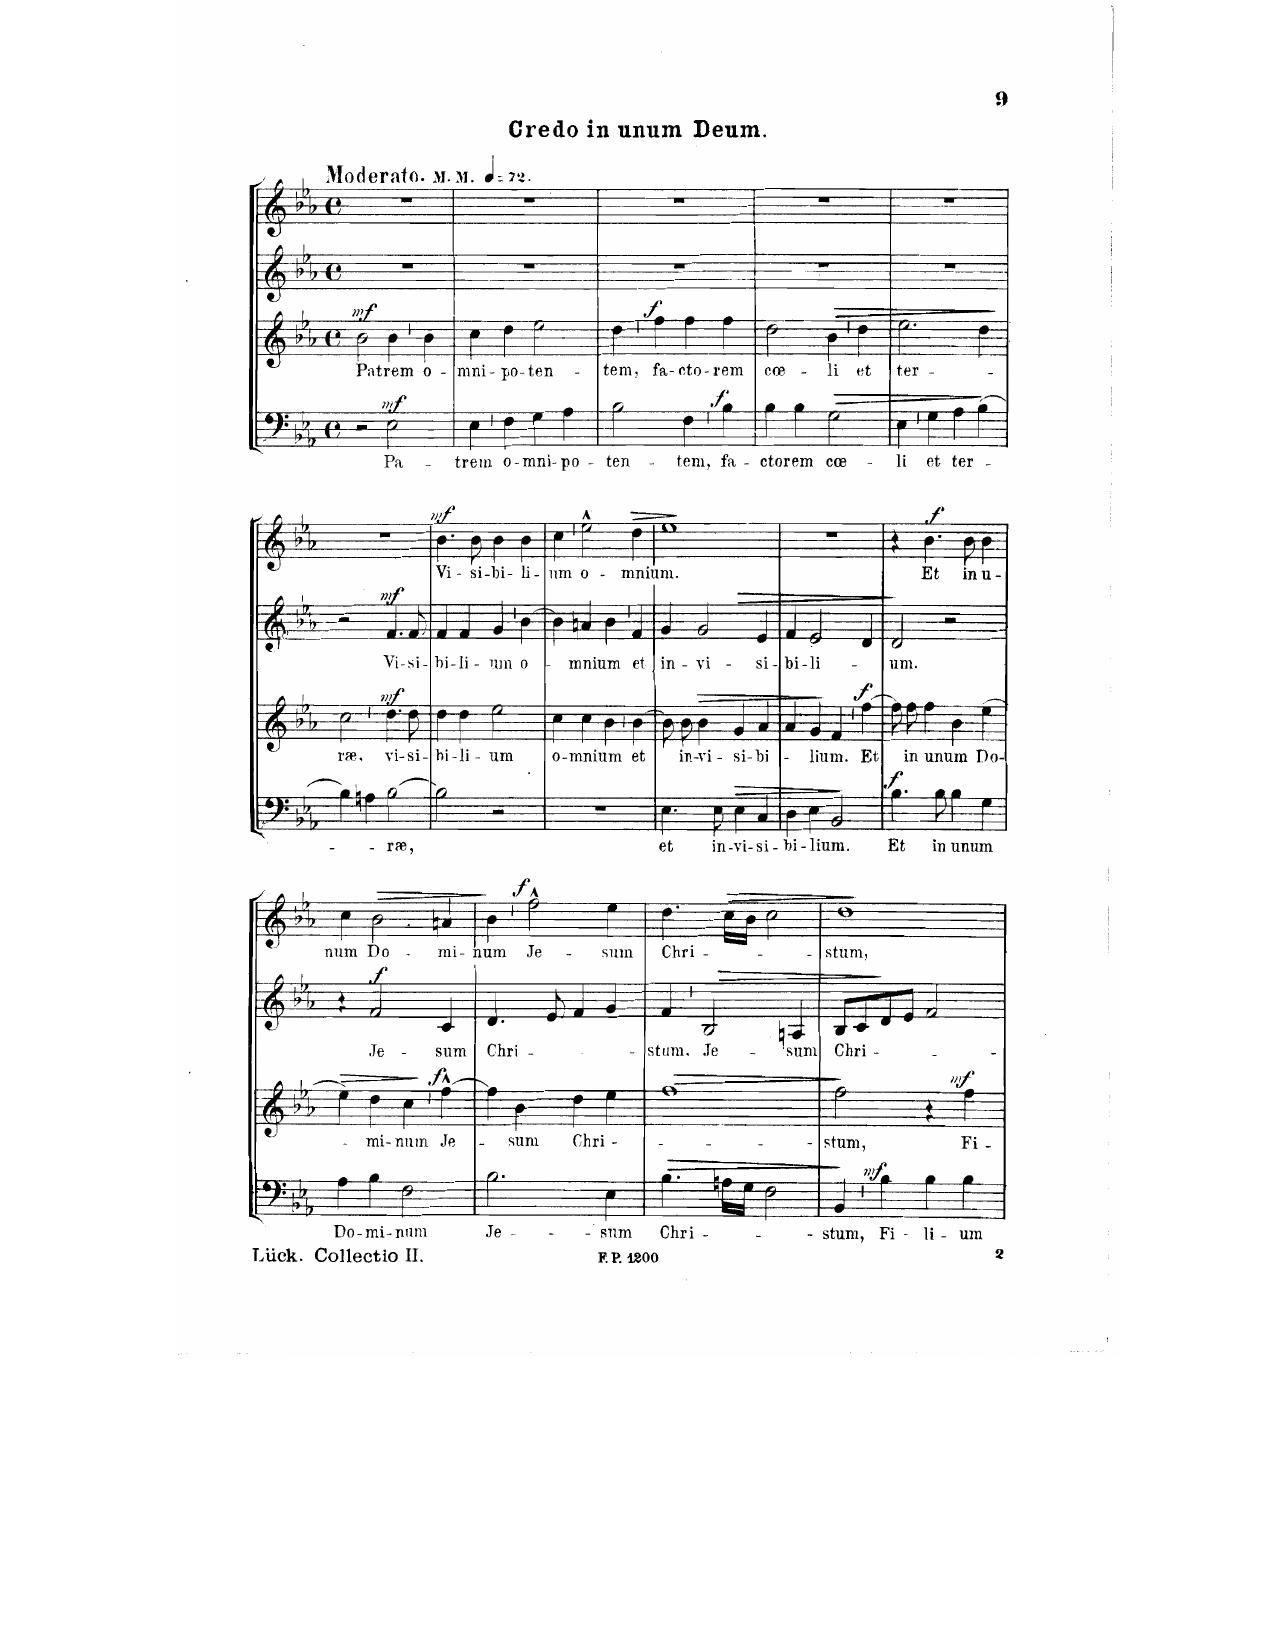 9
Credo in unum Deum.
Moderato. M. M. ♩= 72.
mf
f
Patrem o - mni - po - ten - tem, fa - cto - rem cœ - li et ter - -
mf
f
Pa - trem o - mni - po - ten - tem, fa - ctorem cœ - li et ter -
mf
f
Vi - si - bi - li - um o - mnium. Et in u -
mf
Vi - si - bi - li - um o - mnium et in - vi - si - bi - li - um.
mf
f
ræ, vi - si - bi - li - um o - mnium et in - vi - si - bi - lium. Et in unum Do -
f
- - ræ, et in - vi - si - bi - lium. Et in unum
f
num Do - mi - num Je - sum Chri - - - stum,
f
Je - sum Chri - - - stum, Je - sum Chri - - -
f
mf
- mi - num Je - sum Chri - - - - stum, Fi -
mf
Do - mi - num Je - - sum Chri - - - stum, Fi - li - um
Lück. Collectio II.
F. P. 1200
2